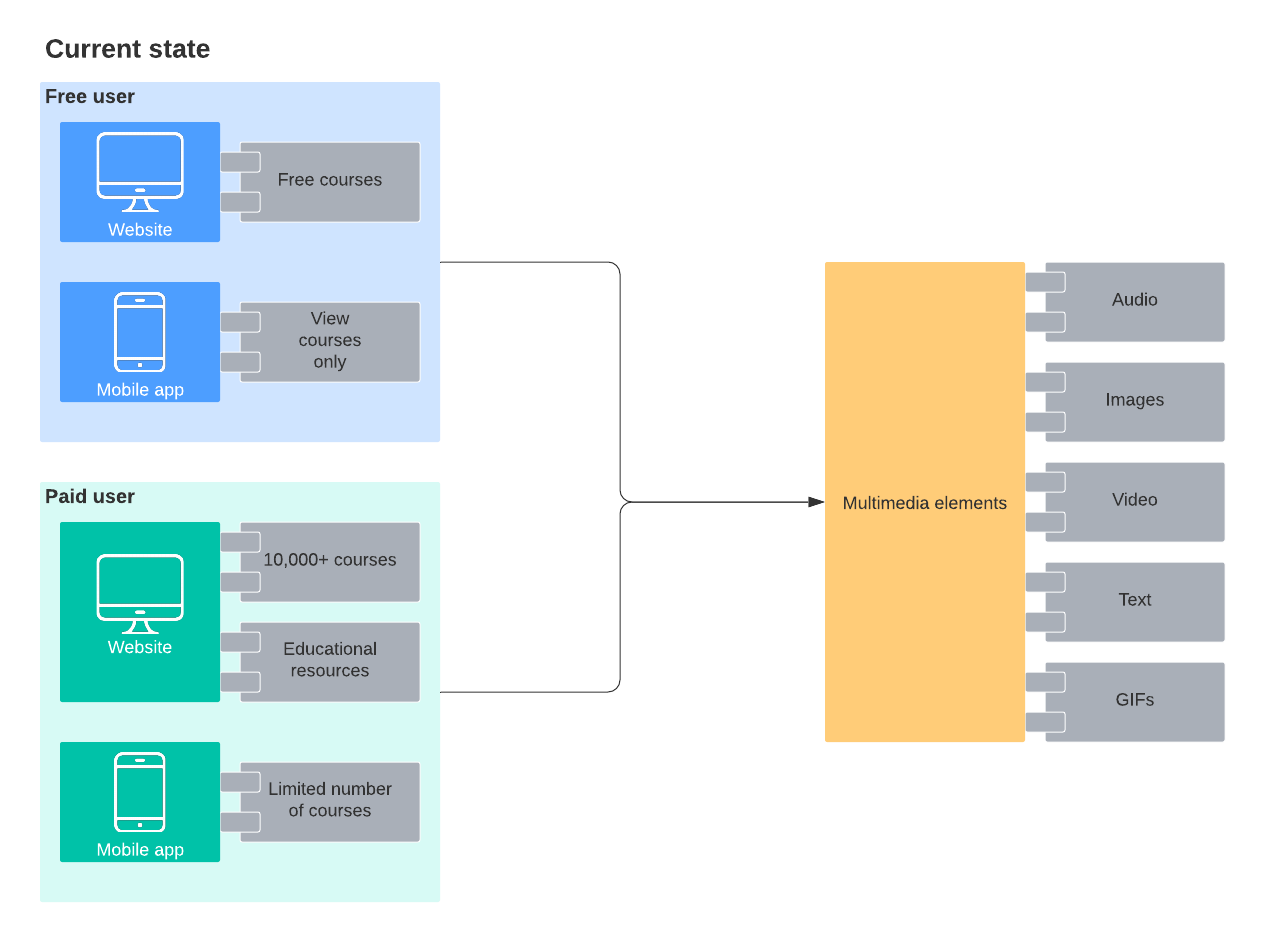 Current state
Free user
Website
Free courses
Mobile app
View
courses
only
Paid user
Website
10,000+ courses
Educational
resources
Mobile app
Limited number
of courses
Multimedia elements
Audio
Images
Video
Text
GIFs